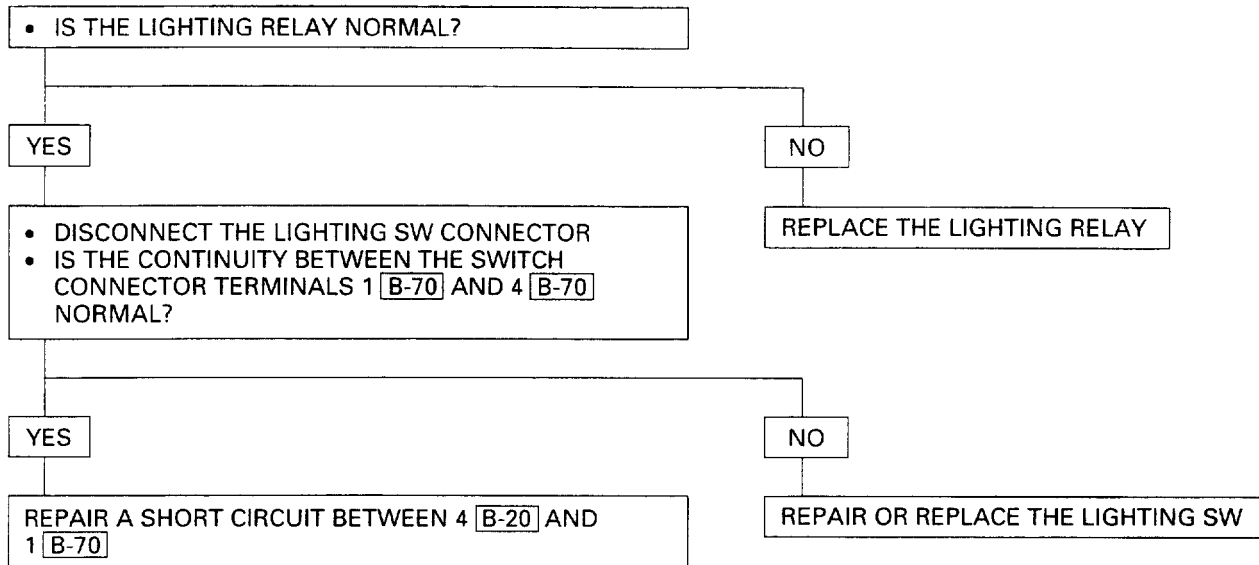 • IS THE LIGHTING RELAY NORMAL?
YES
NO
• DISCONNECT THE LIGHTING SW CONNECTOR
• IS THE CONTINUITY BETWEEN THE SWITCH
CONNECTOR TERMINALS 1 B-70 AND 4 B-70
NORMAL?
REPLACE THE LIGHTING RELAY
YES
NO
REPAIR A SHORT CIRCUIT BETWEEN 4 B-20 AND
1 B-70
REPAIR OR REPLACE THE LIGHTING SW